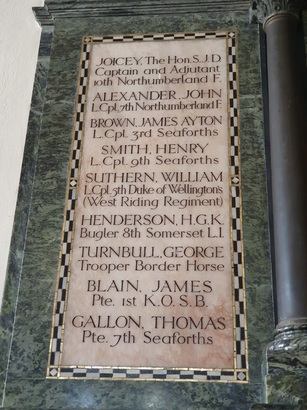 JOICEY, The Hon. S.J.D.
Captain and Adjutant
10th Northumberland F.
ALEXANDER, JOHN
L. Cpl. 7th Northumberland F.
BROWN, JAMES AYTON
L. Cpl. 3rd Seaforths
SMITH, HENRY
L. Cpl. 9th Seaforths
SUTHERN, WILLIAM
L. Cpl. 5th Duke of Wellington's
(West Riding Regiment)
HENDERSON, H.G.K.
Bugler 8th Somerset L.I.
TURNBULL, GEORGE
Trooper Border Horse
BLAIN, JAMES
Pte. 1st K.O.S.B.
GALLON, THOMAS
Pte. 7th Seaforths